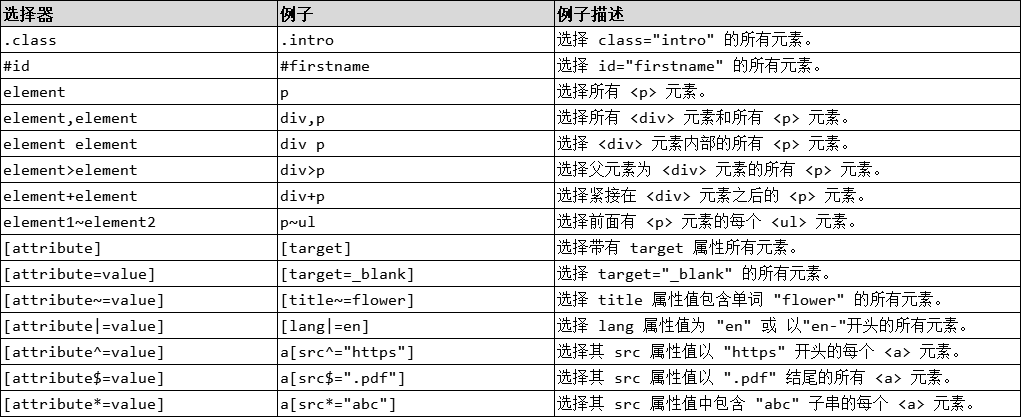 选择器 例子 例子描述
.class .intro 选择 class="intro" 的所有元素。
#id #firstname 选择 id="firstname" 的所有元素。
element p 选择所有 <p> 元素。
element,element div,p 选择所有 <div> 元素和所有 <p> 元素。
element element div p 选择 <div> 元素内部的所有 <p> 元素。
element>element div>p 选择父元素为 <div> 元素的所有 <p> 元素。
element+element div+p 选择紧接在 <div> 元素之后的 <p> 元素。
element1~element2 p~ul 选择前面有 <p> 元素的每个 <ul> 元素。
[attribute] [target] 选择带有 target 属性所有元素。
[attribute=value] [target=_blank] 选择 target="_blank" 的所有元素。
[attribute~=value] [title~=flower] 选择 title 属性值包含单词 "flower" 的所有元素。
[attribute|=value] [lang|=en] 选择 lang 属性值为 "en" 或 以"en-"开头的所有元素。
[attribute^=value] a[src^="https"] 选择其 src 属性值以 "https" 开头的每个 <a> 元素。
[attribute$=value] a[src$=".pdf"] 选择其 src 属性值以 ".pdf" 结尾的所有 <a> 元素。
[attribute*=value] a[src*="abc"] 选择其 src 属性值中包含 "abc" 子串的每个 <a> 元素。